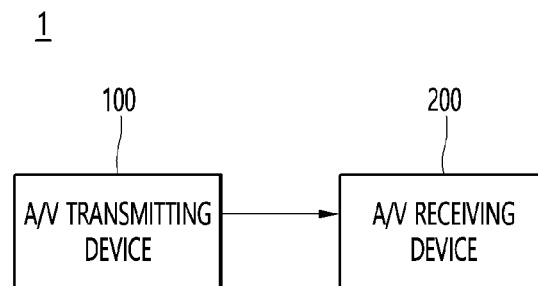 1
100
200
A/V TRANSMITTING
DEVICE
A/V RECEIVING
DEVICE